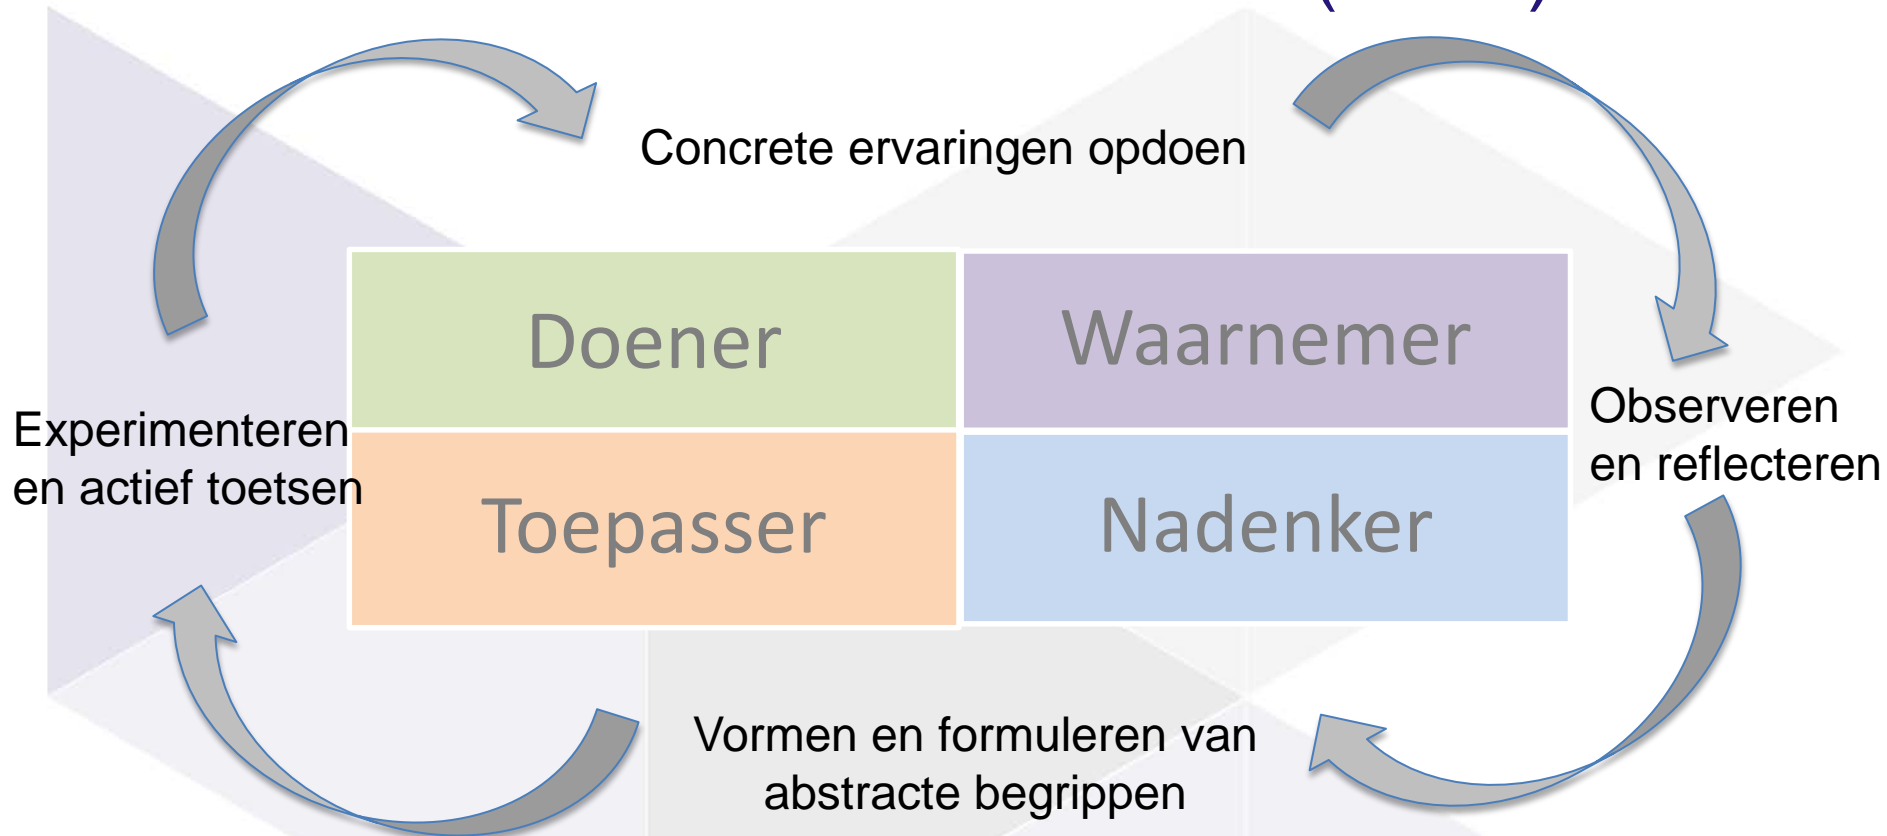 Concrete ervaringen opdoen
Doener
Waarnemer
Experimenteren
en actief toetsen
Observeren
en reflecteren
Toepasser
Nadenker
Vormen en formuleren van
abstracte begrippen